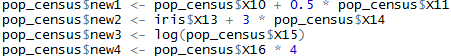 pop_census$new1 <- pop_census$X10 + 0.5 * pop_census$X11
pop_census$new2 <- iris$X13 + 3 * pop_census$X14
pop_census$new3 <- log(pop_census$X15)
pop_census$new4 <- pop_census$X16 * 4